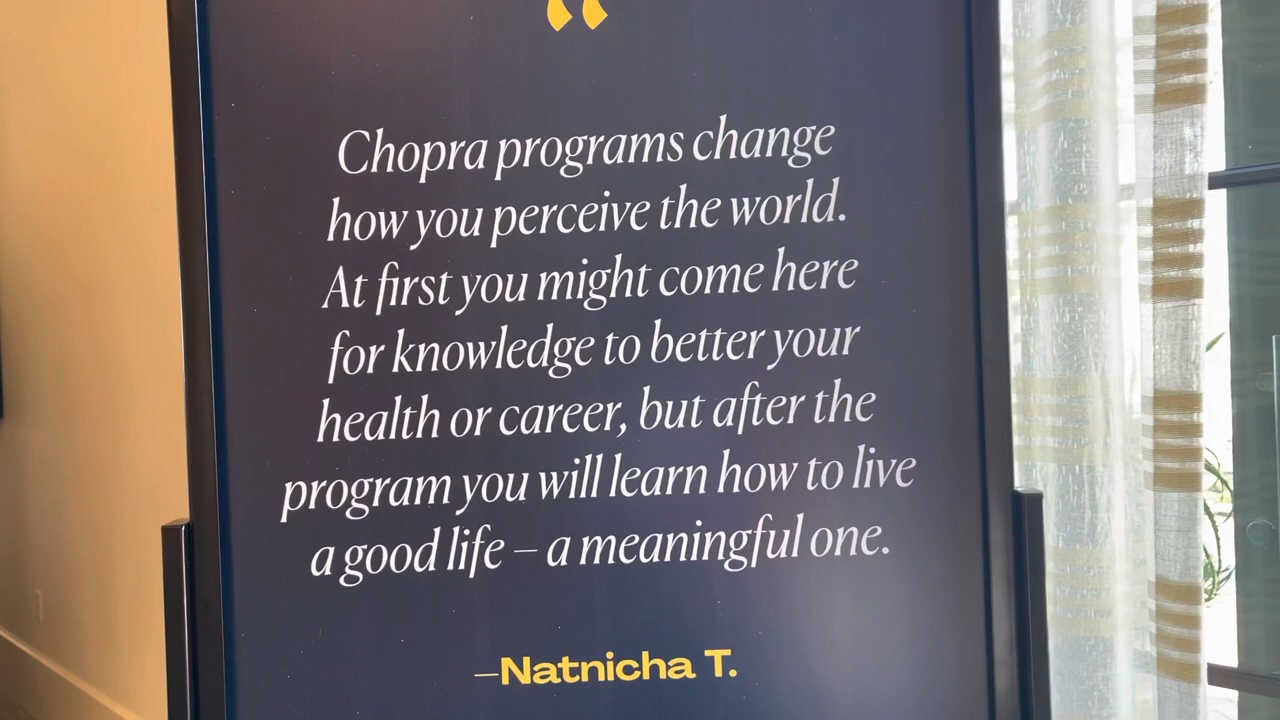 “
Chopra programs change
how you perceive the world.
At first you might come here
for knowledge to better your
health or career, but after the
program you will learn how to live
a good life – a meaningful one.
–Natnicha T.